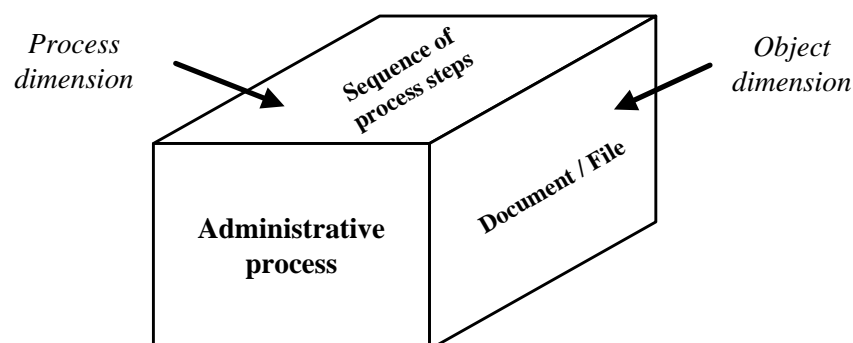 Process
dimension
Sequence of
process steps
Object
dimension
Document / File
Administrative
process